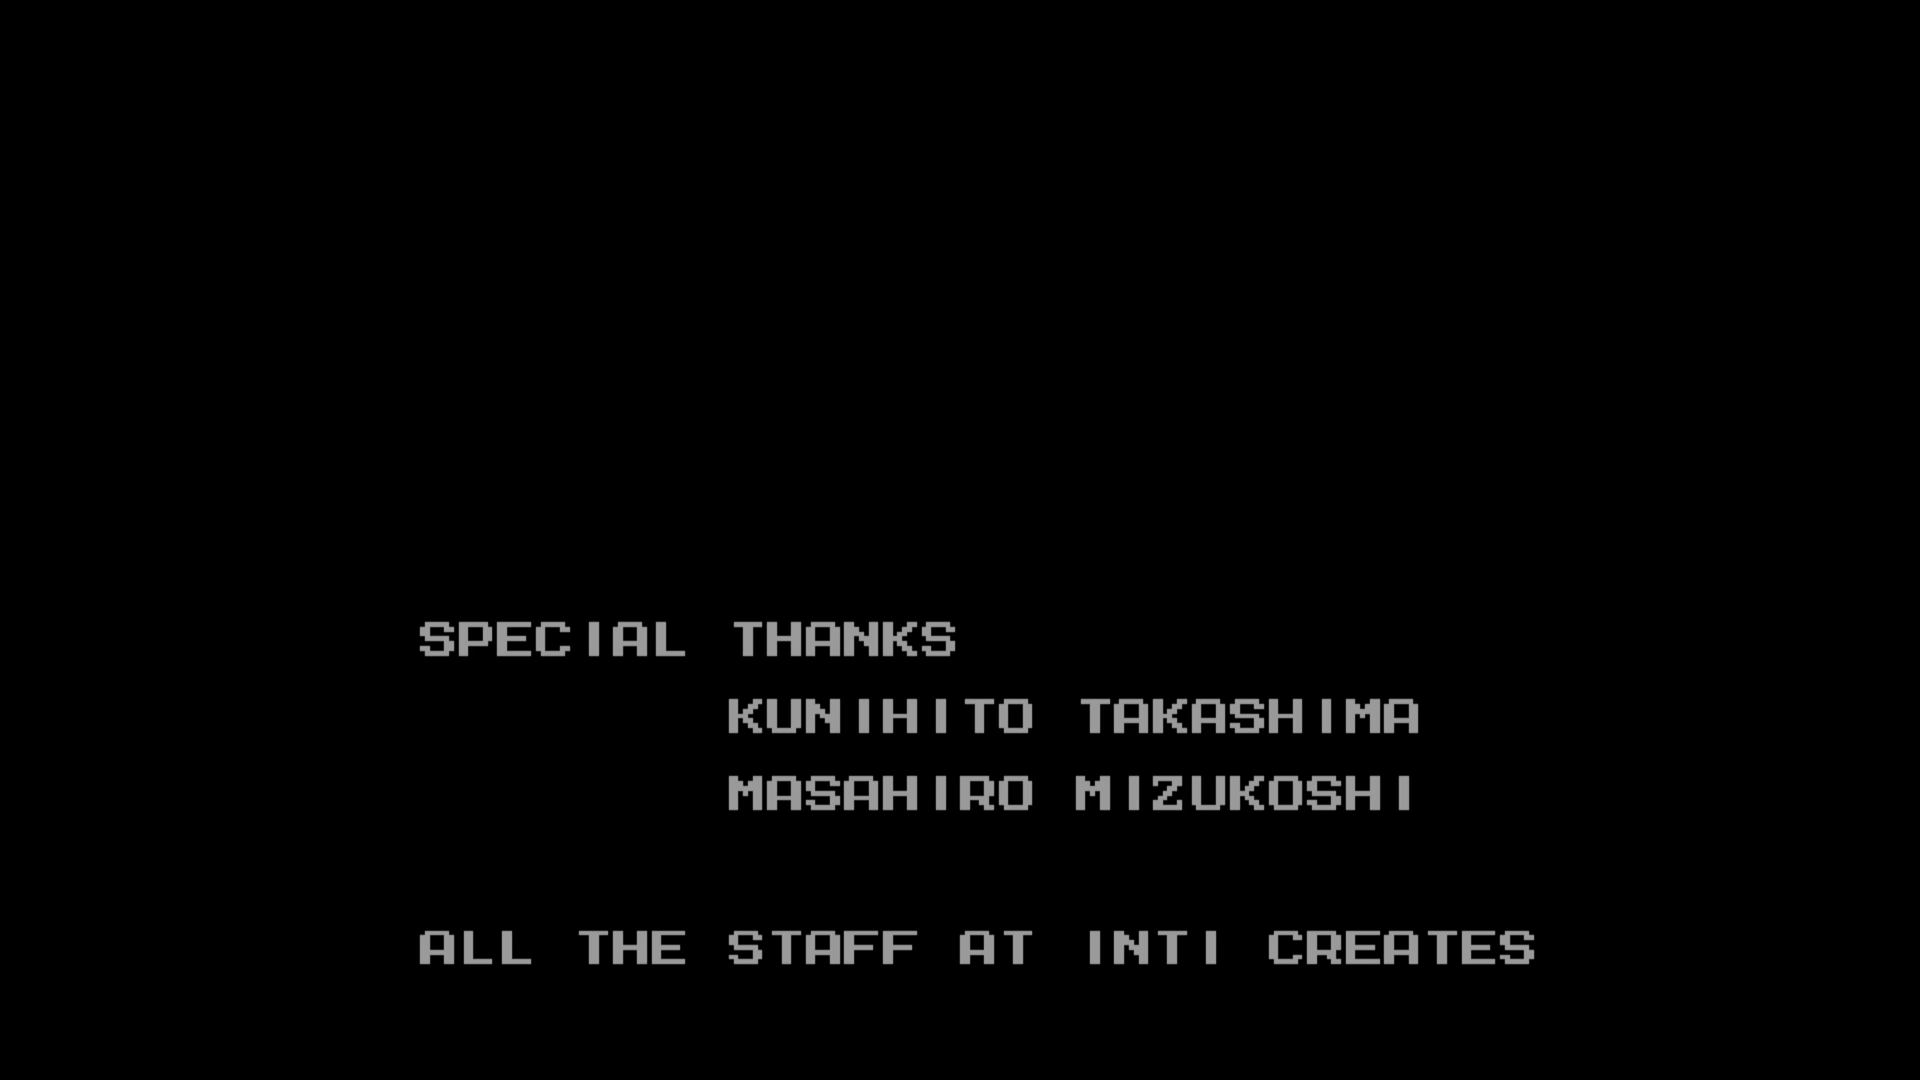 SPECIAL THANKS
KUNIHITO TAKASHIMA
MASAHIRO MIZUKOSHI
ALL THE STAFF AT INTI CREATES